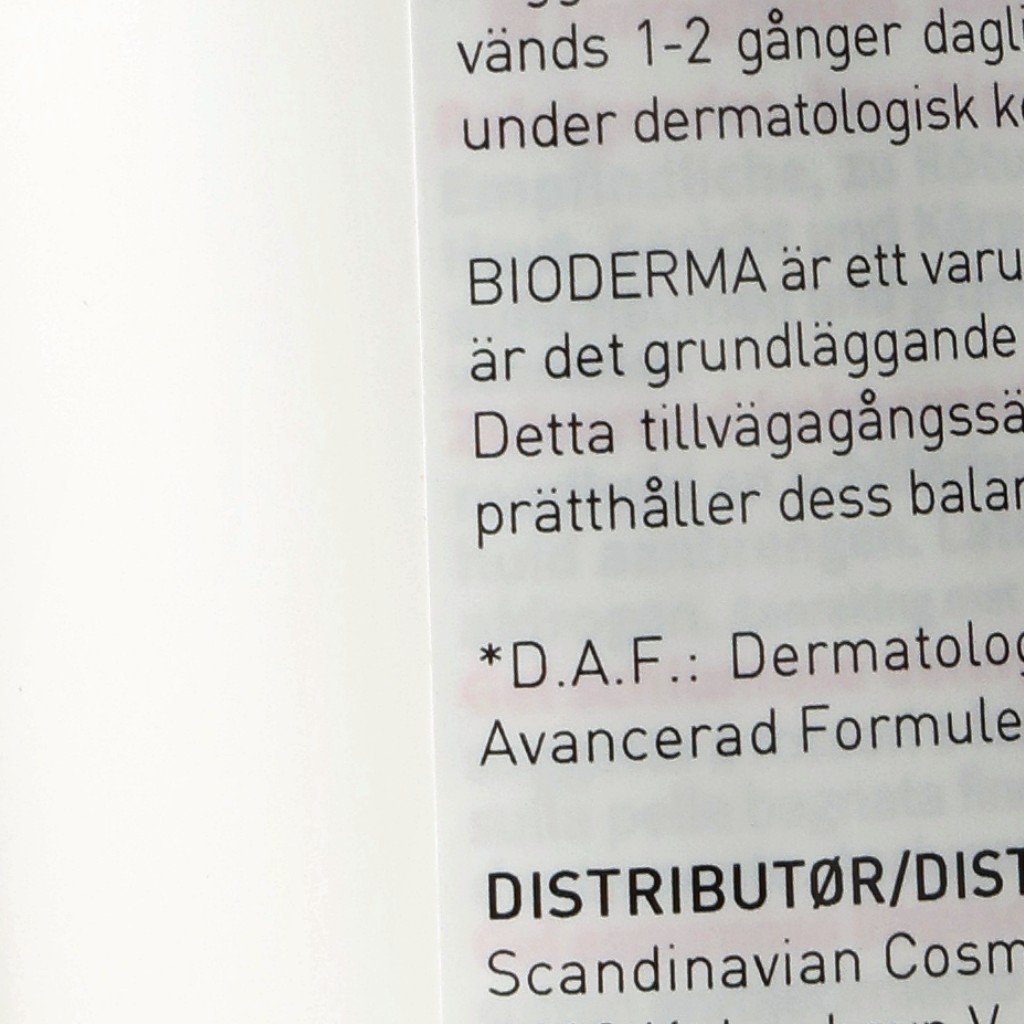 vänds 1-2 gånger dagli
under dermatologisk k
BIODERMA är ett varu
är det grundläggande
Detta tillvägagångssä
prätthåller dess balan
*D.A.F.: Dermatolog
Avancerad Formule
DISTRIBUTØR/DIST
Scandinavian Cosm